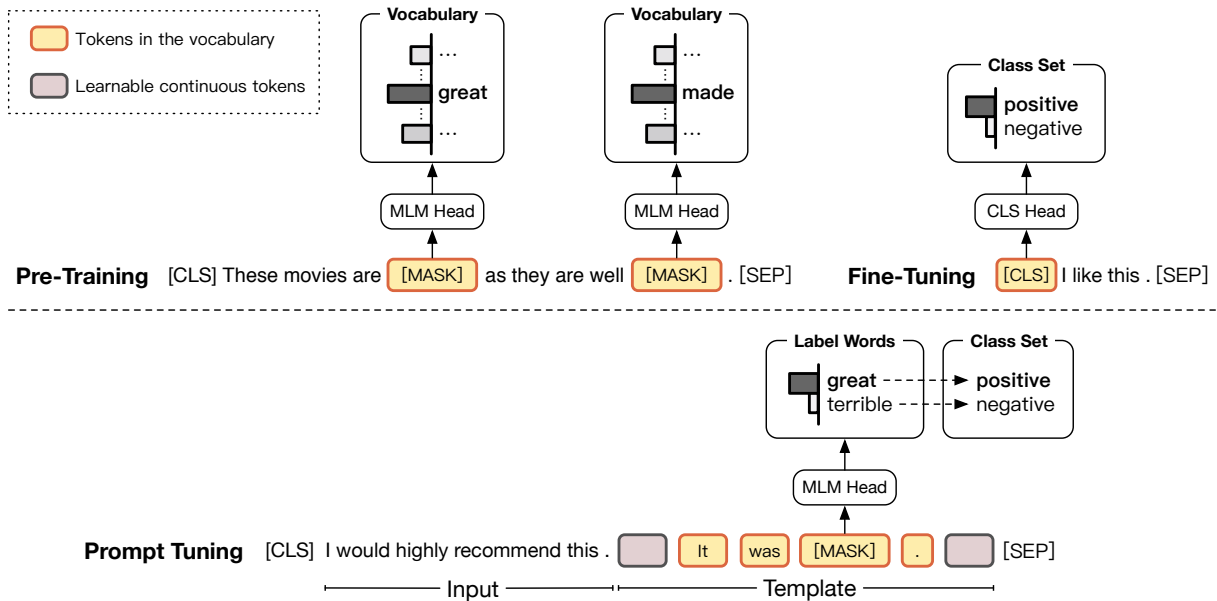 Tokens in the vocabulary
Learnable continuous tokens
Vocabulary
...
great
...
MLM Head
Vocabulary
...
made
...
MLM Head
Class Set
positive
negative
CLS Head
Pre-Training [CLS] These movies are [MASK] as they are well [MASK] . [SEP]
Fine-Tuning [CLS] I like this . [SEP]
Label Words
great
terrible
Class Set
positive
negative
MLM Head
Prompt Tuning [CLS] I would highly recommend this . It was [MASK] . [SEP]
Input Template